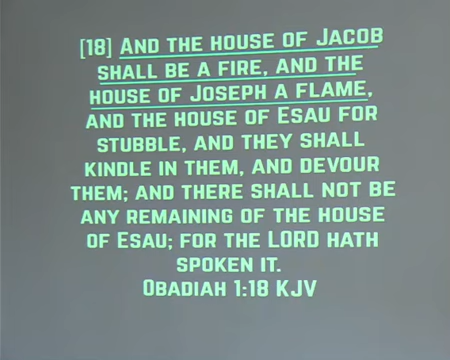 [18] And the house of Jacob
shall be a fire, and the
house of Joseph a flame,
and the house of Esau for
stubble, and they shall
kindle in them, and devour
them; and there shall not be
any remaining of the house
of Esau; for the LORD hath
spoken it.
Obadiah 1:18 KJV